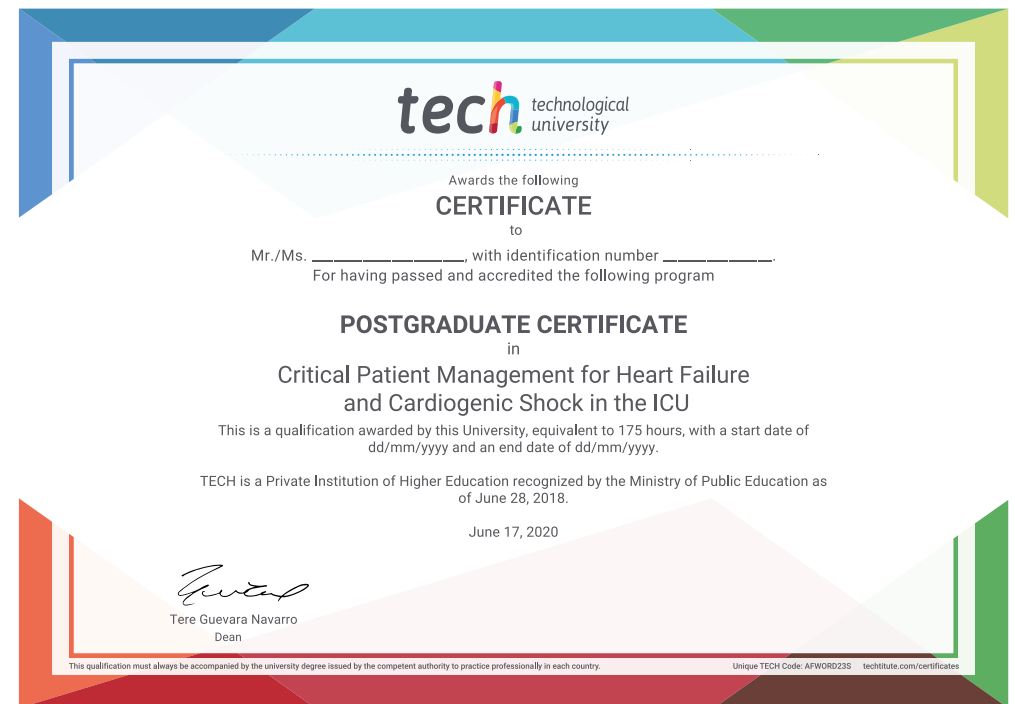 tech technological
university
Awards the following
CERTIFICATE
to
Mr./Ms. ________________, with identification number ____________.
For having passed and accredited the following program
POSTGRADUATE CERTIFICATE
in
Critical Patient Management for Heart Failure
and Cardiogenic Shock in the ICU
This is a qualification awarded by this University, equivalent to 175 hours, with a start date of
dd/mm/yyyy and an end date of dd/mm/yyyy.
TECH is a Private Institution of Higher Education recognized by the Ministry of Public Education as
of June 28, 2018.
June 17, 2020
Tere Guevara Navarro
Dean
This qualification must always be accompanied by the university degree issued by the competent authority to practice professionally in each country.
Unique TECH Code: AFWORD23S techtitute.com/certificates